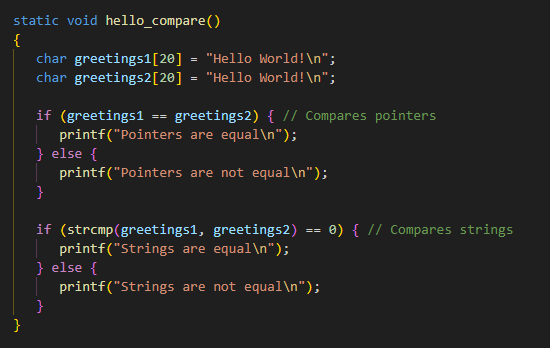 static void hello_compare()
{
char greetings1[20] = "Hello World!\n";
char greetings2[20] = "Hello World!\n";
if (greetings1 == greetings2) { // Compares pointers
printf("Pointers are equal\n");
} else {
printf("Pointers are not equal\n");
}
if (strcmp(greetings1, greetings2) == 0) { // Compares strings
printf("Strings are equal\n");
} else {
printf("Strings are not equal\n");
}
}